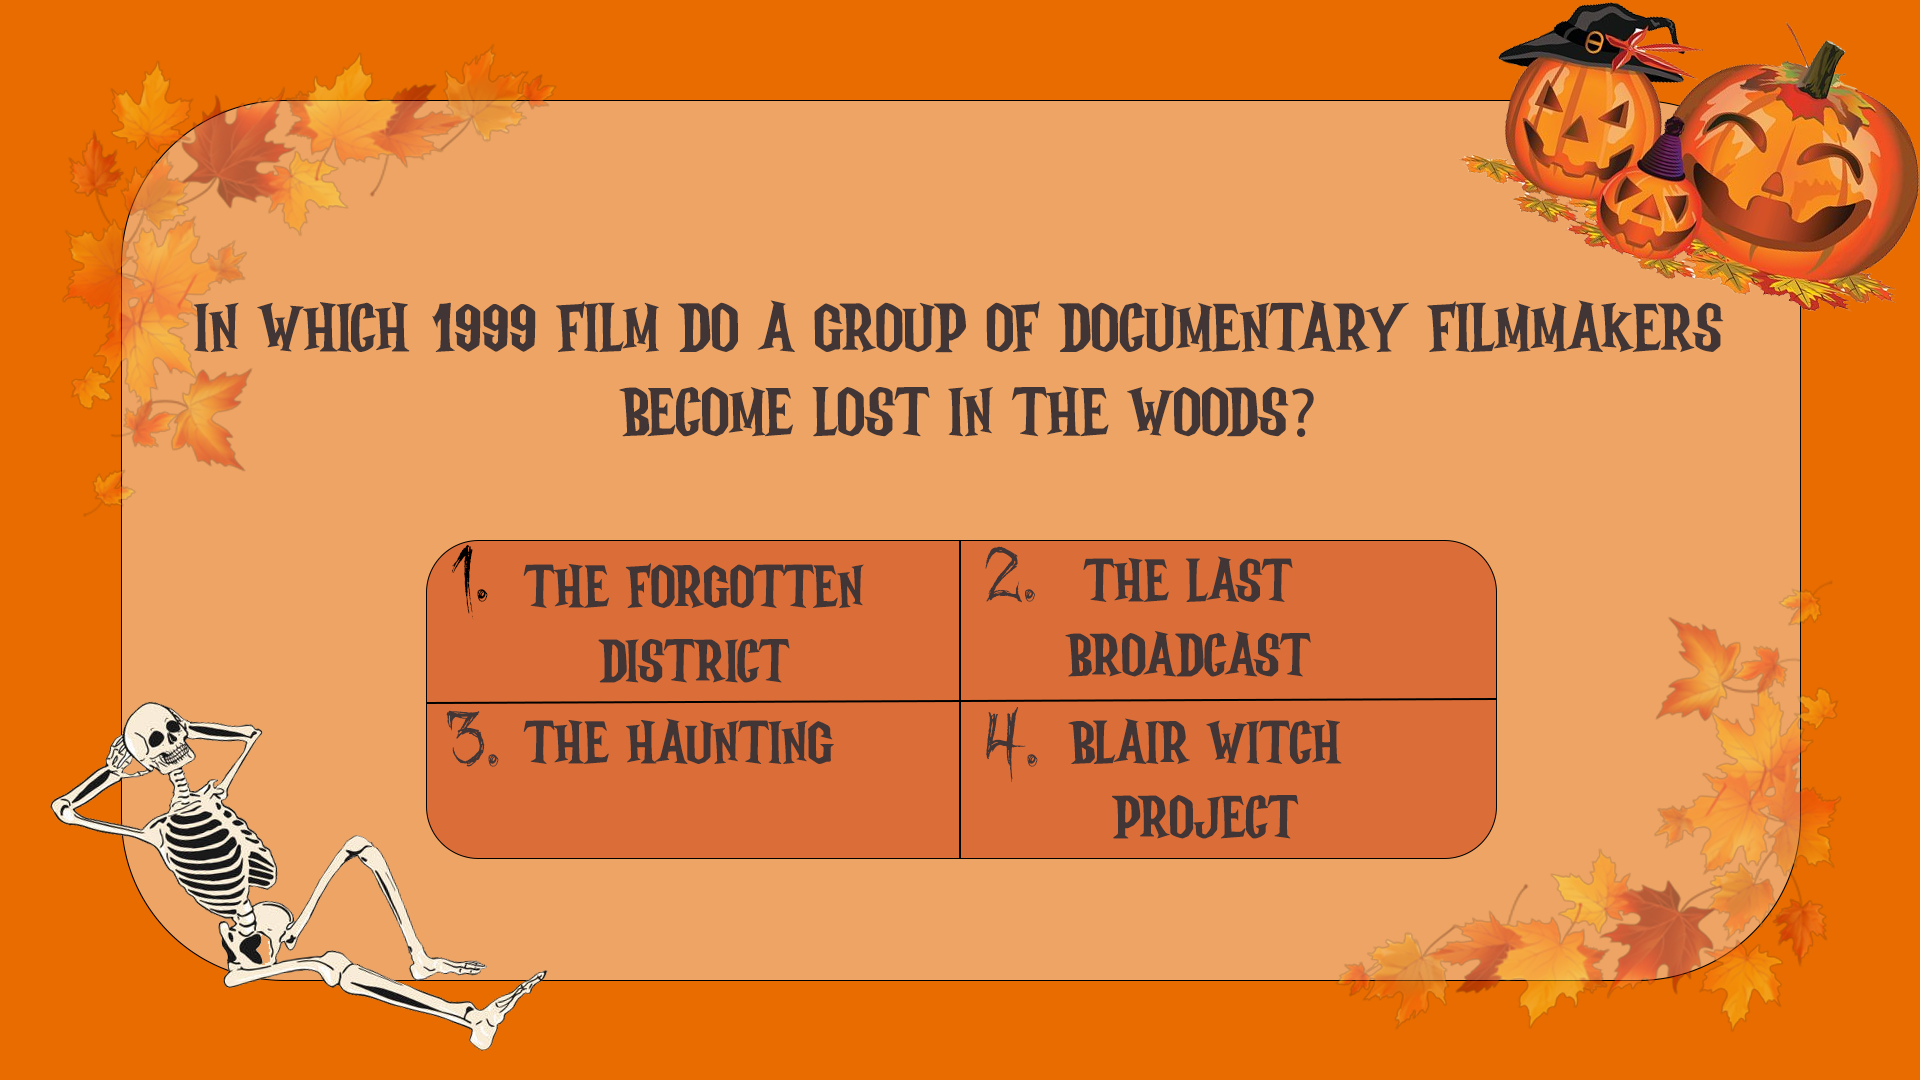 IN WHICH 1999 FILM DO A GROUP OF DOCUMENTARY FILMMAKERS
BECOME LOST IN THE WOODS?
1. THE FORGOTTEN
DISTRICT
2. THE LAST
BROADCAST
3. THE HAUNTING
4. BLAIR WITCH
PROJECT